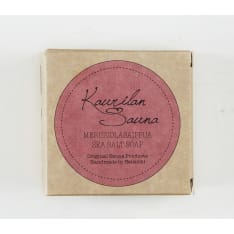 Kaurilan
Sauna
MERISUOLASAIPPUA
SEA SALT SOAP
Original Sauna Products
Handmade in Helsinki